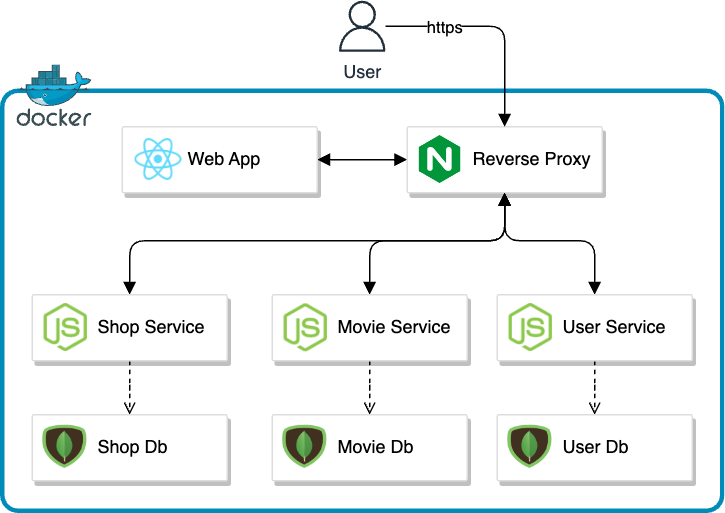 https
User
docker
Web App
Reverse Proxy
JS
Shop Service
JS
Movie Service
JS
User Service
Shop Db
Movie Db
User Db